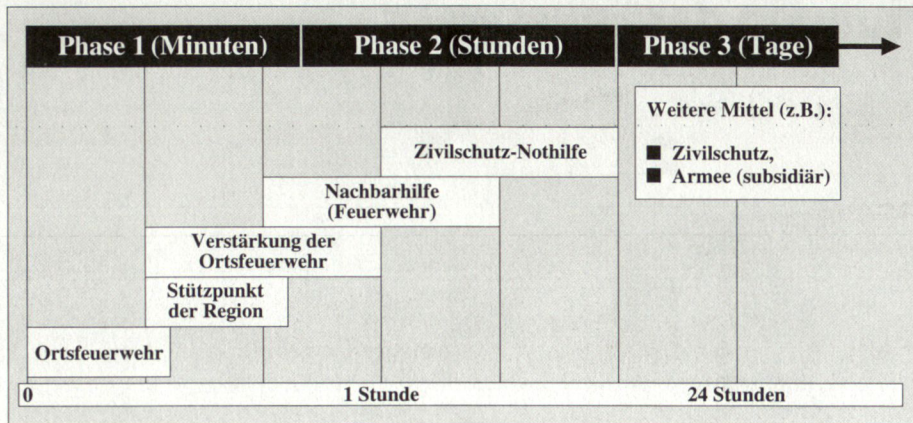 Phase 1 (Minuten) Phase 2 (Stunden) Phase 3 (Tage)
Weitere Mittel (z.B.):
■ Zivilschutz,
■ Armee (subsidiär)
Zivilschutz-Nothilfe
Nachbarhilfe
(Feuerwehr)
Verstärkung der
Ortsfeuerwehr
Stützpunkt
der Region
Ortsfeuerwehr
0 1 Stunde 24 Stunden